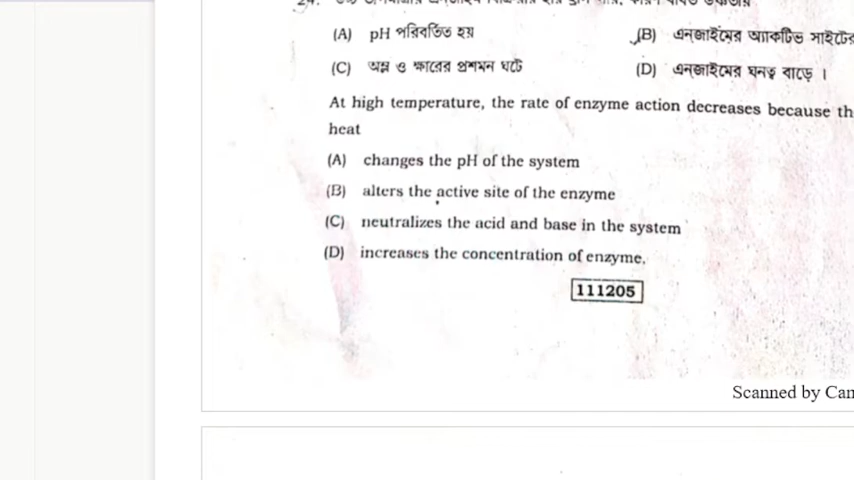 24.
(A) pH পরিবর্তিত হয়
(B) এনজাইমের অ্যাকটিভ সাইটের
(C) অম্ল ও ক্ষারের প্রশমন ঘটে
(D) এনজাইমের ঘনত্ব বাড়ে ।
At high temperature, the rate of enzyme action decreases because th
heat
(A) changes the pH of the system
(B) alters the active site of the enzyme
(C) neutralizes the acid and base in the system
(D) increases the concentration of enzyme.
111205
Scanned by Can